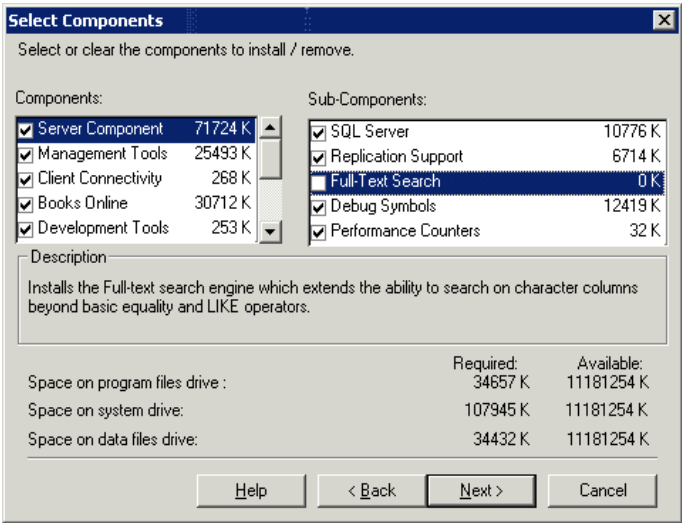 Select Components
Select or clear the components to install / remove.
Components:
Server Component 71724 K
Management Tools 25493 K
Client Connectivity 268 K
Books Online 30712 K
Development Tools 253 K
Sub-Components:
SQL Server 10776 K
Replication Support 6714 K
Full-Text Search 0 K
Debug Symbols 12419 K
Performance Counters 32 K
Description
Installs the Full-text search engine which extends the ability to search on character columns
beyond basic equality and LIKE operators.
Required: Available:
Space on program files drive : 34657 K 11181254 K
Space on system drive: 107945 K 11181254 K
Space on data files drive: 34432 K 11181254 K
Help < Back Next > Cancel